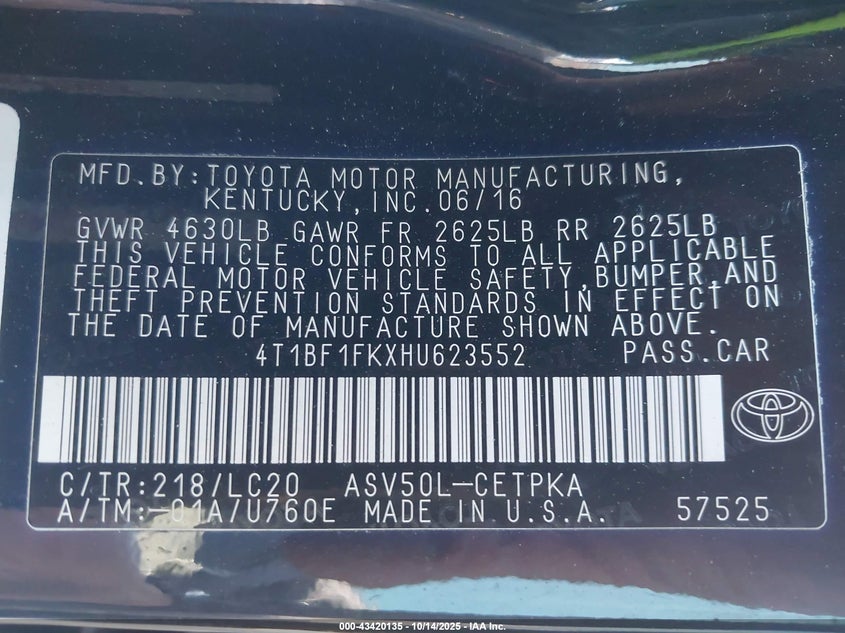 MFD.BY:TOYOTA MOTOR MANUFACTURING,
KENTUCKY,INC.06/16
GVWR 4630LB GAWR FR 2625LB RR 2625LB
THIS VEHICLE CONFORMS TO ALL APPLICABLE
FEDERAL MOTOR VEHICLE SAFETY,BUMPER,AND
THEFT PREVENTION STANDARDS IN EFFECT ON
THE DATE OF MANUFACTURE SHOWN ABOVE.
4T1BF1FKXHU623552 PASS.CAR
C/TR:218/LC20 ASV50L-CETPKA
A/TM:-01A/U760E MADE IN U.S.A. 57525
000-43420135 - 10/14/2025 - IAA Inc.